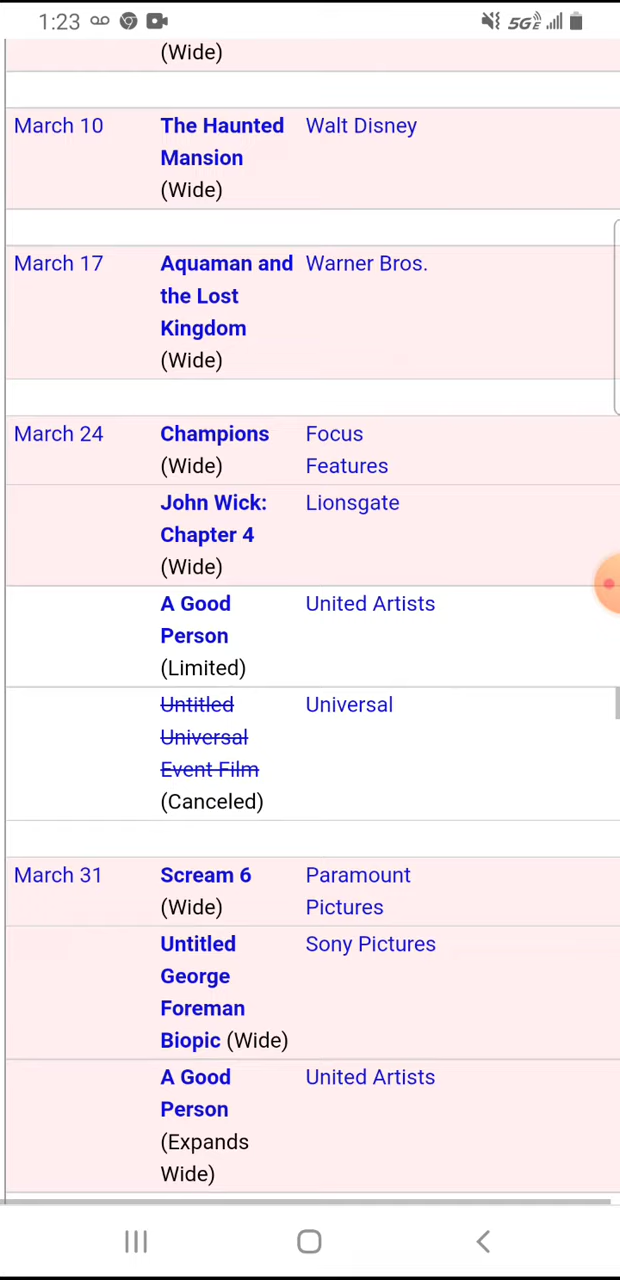 1:23
5G E
(Wide)
March 10 The Haunted Walt Disney
Mansion
(Wide)
March 17 Aquaman and Warner Bros.
the Lost
Kingdom
(Wide)
March 24 Champions Focus
(Wide) Features
John Wick: Lionsgate
Chapter 4
(Wide)
A Good United Artists
Person
(Limited)
Untitled Universal
Universal
Event Film
(Canceled)
March 31 Scream 6 Paramount
(Wide) Pictures
Untitled Sony Pictures
George
Foreman
Biopic (Wide)
A Good United Artists
Person
(Expands
Wide)